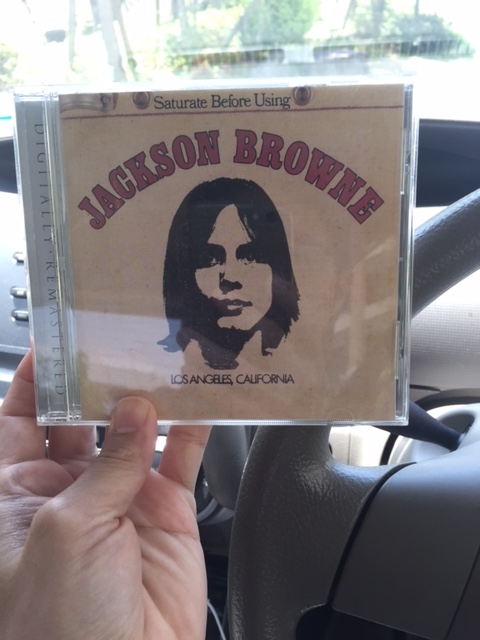 Saturate Before Using
JACKSON BROWNE
LOS ANGELES, CALIFORNIA
DIGITALLY • REMASTERED